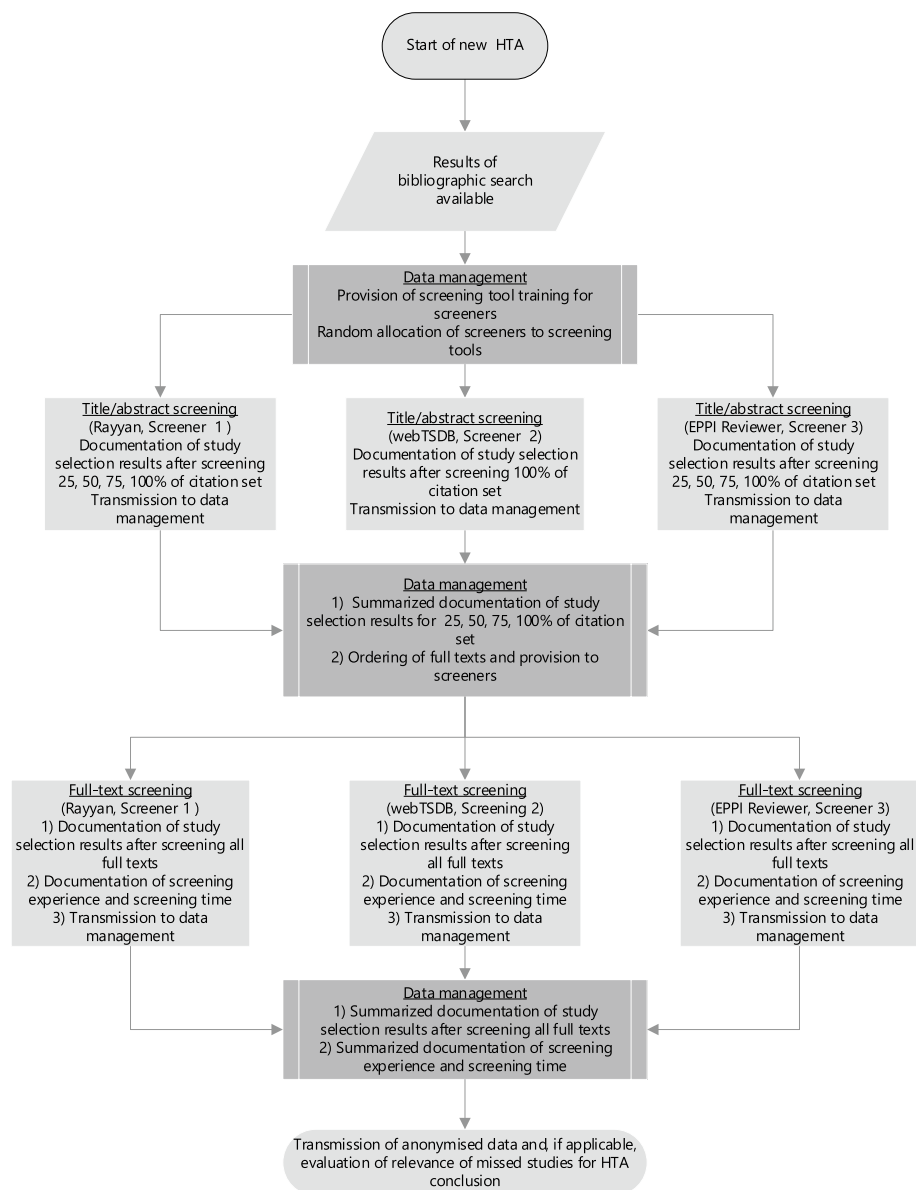 Start of new HTA
Results of
bibliographic search
available
Data management
Provision of screening tool training for
screeners
Random allocation of screeners to screening
tools
Title/abstract screening
(Rayyan, Screener 1 )
Documentation of study
selection results after screening
25, 50, 75, 100% of citation set
Transmission to data
management
Title/abstract screening
(webTSDB, Screener 2)
Documentation of study selection
results after screening 100% of
citation set
Transmission to data management
Title/abstract screening
(EPPI Reviewer, Screener 3)
Documentation of study
selection results after screening
25, 50, 75, 100% of citation set
Transmission to data
management
Data management
1) Summarized documentation of study
selection results for 25, 50, 75, 100% of citation
set
2) Ordering of full texts and provision to
screeners
Full-text screening
(Rayyan, Screener 1 )
1) Documentation of study
selection results after screening all
full texts
2) Documentation of screening
experience and screening time
3) Transmission to data
management
Full-text screening
(webTSDB, Screening 2)
1) Documentation of study
selection results after screening
all full texts
2) Documentation of screening
experience and screening time
3) Transmission to data
management
Full-text screening
(EPPI Reviewer, Screener 3)
1) Documentation of study
selection results after screening all
full texts
2) Documentation of screening
experience and screening time
3) Transmission to data
management
Data management
1) Summarized documentation of study
selection results after screening all full texts
2) Summarized documentation of screening
experience and screening time
Transmission of anonymised data and, if applicable,
evaluation of relevance of missed studies for HTA
conclusion